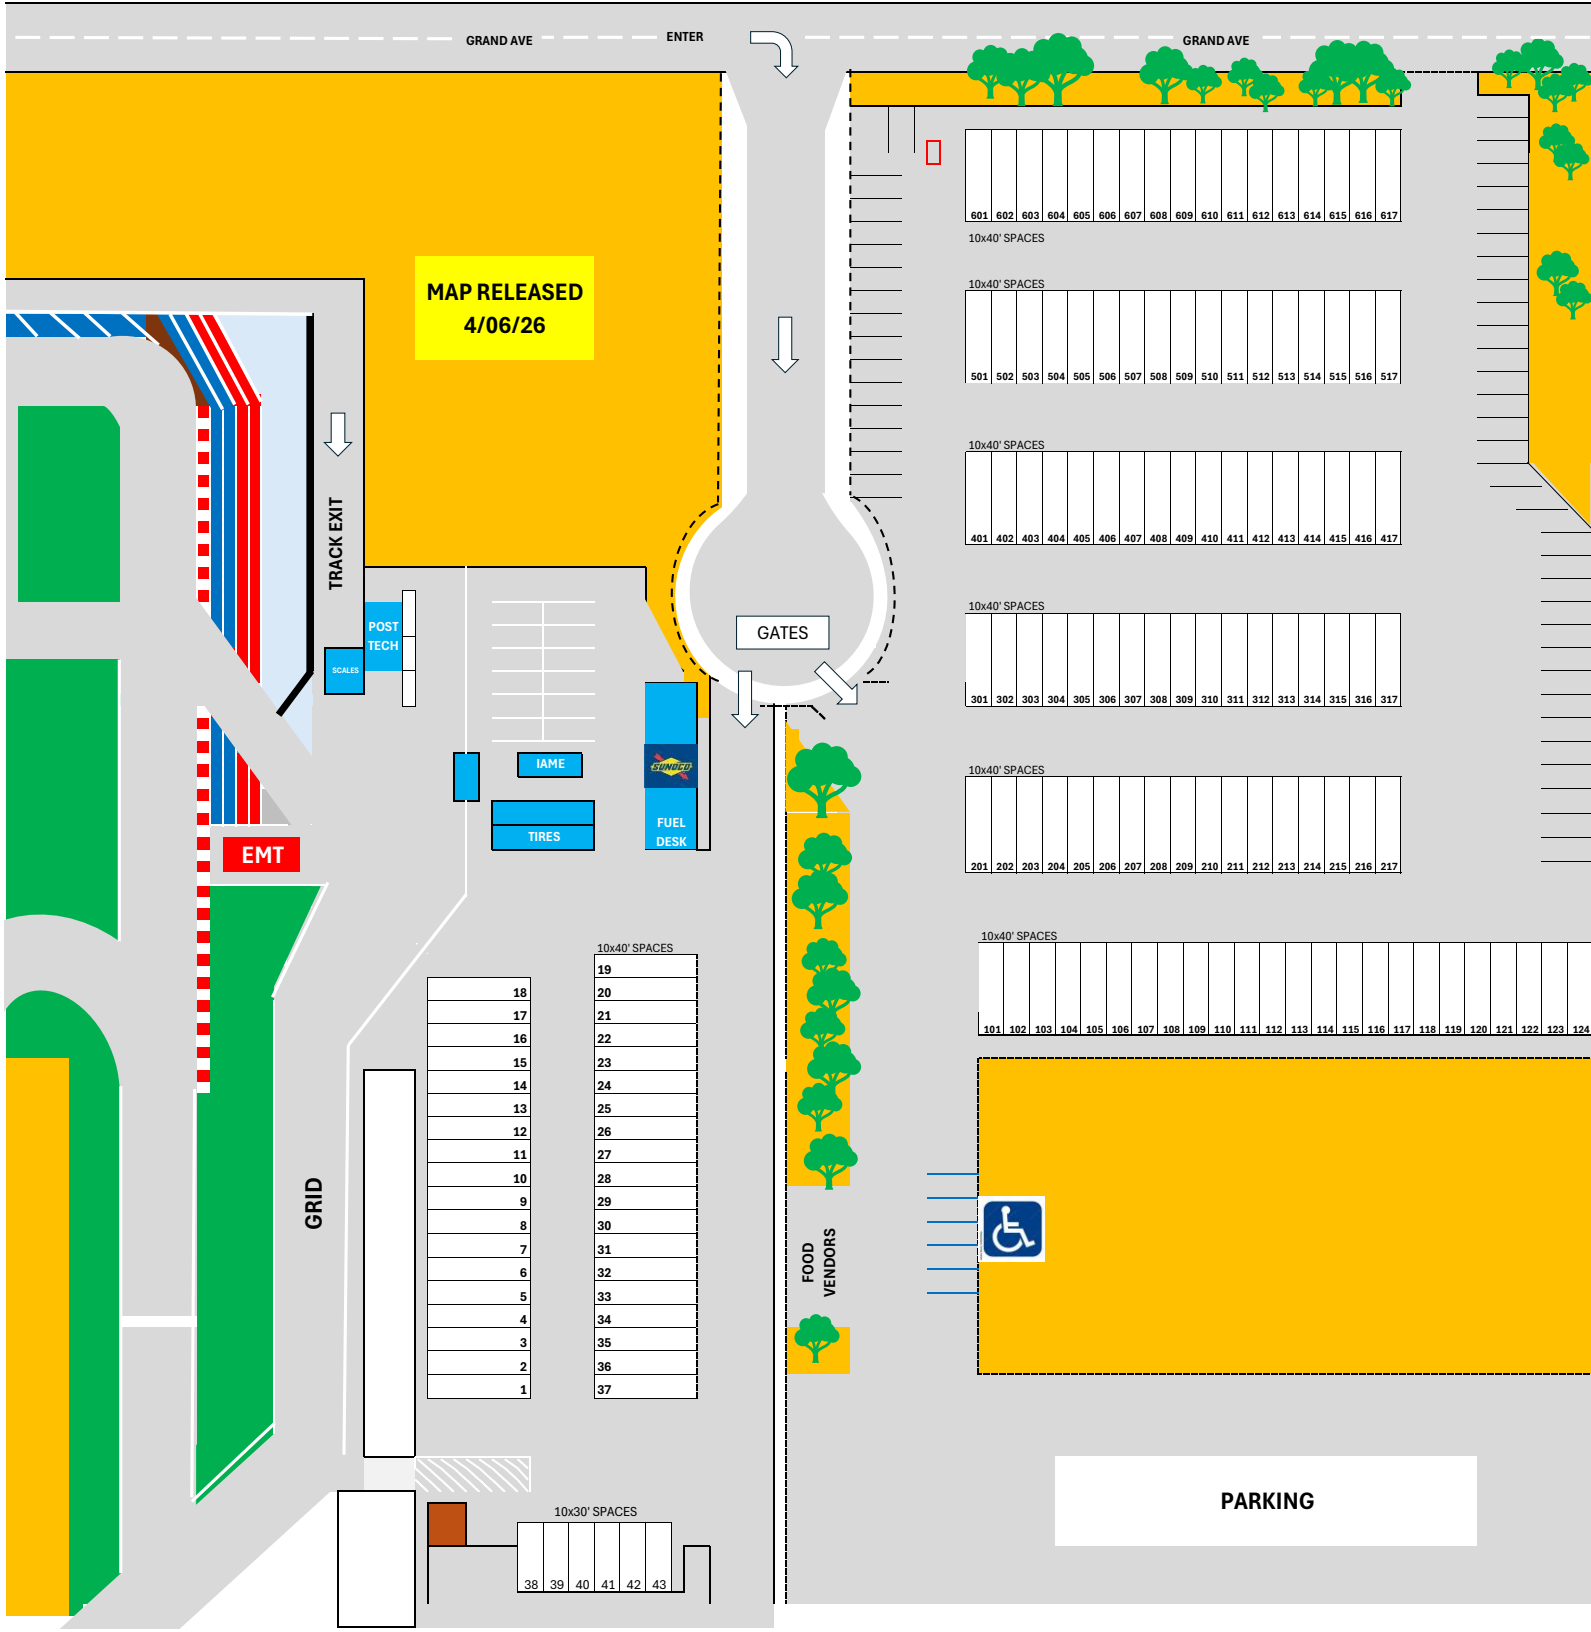 GRAND AVE
ENTER
GRAND AVE
601 602 603 604 605 606 607 608 609 610 611 612 613 614 615 616 617
10x40' SPACES
MAP RELEASED
4/06/26
10x40' SPACES
501 502 503 504 505 506 507 508 509 510 511 512 513 514 515 516 517
10x40' SPACES
401 402 403 404 405 406 407 408 409 410 411 412 413 414 415 416 417
TRACK EXIT
10x40' SPACES
301 302 303 304 305 306 307 308 309 310 311 312 313 314 315 316 317
POST
TECH
SCALES
GATES
IAME
SUNOCO
TIRES
FUEL
DESK
10x40' SPACES
201 202 203 204 205 206 207 208 209 210 211 212 213 214 215 216 217
EMT
10x40' SPACES
101 102 103 104 105 106 107 108 109 110 111 112 113 114 115 116 117 118 119 120 121 122 123 124
10x40' SPACES
19
18 20
17 21
16 22
15 23
14 24
13 25
12 26
11 27
10 28
9 29
8 30
7 31
6 32
5 33
4 34
3 35
2 36
1 37
GRID
FOOD
VENDORS
PARKING
10x30' SPACES
38 39 40 41 42 43